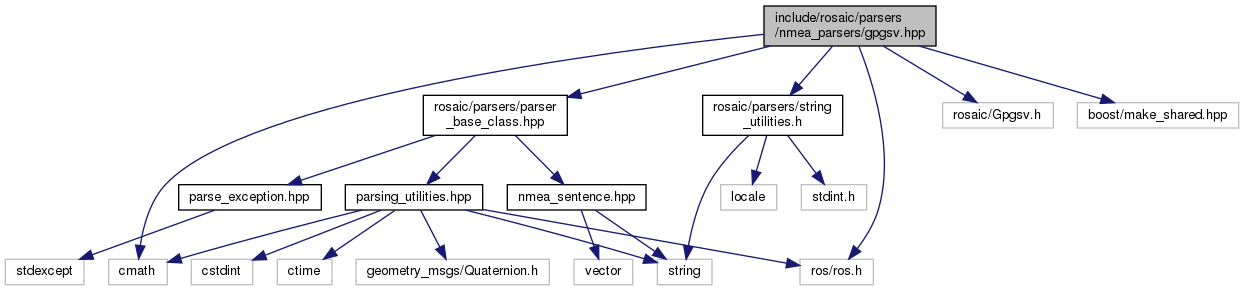 include/rosaic/parsers
/nmea_parsers/gpgsv.hpp
rosaic/parsers/parser
_base_class.hpp
rosaic/parsers/string
_utilities.h
rosaic/Gpgsv.h
boost/make_shared.hpp
parse_exception.hpp
parsing_utilities.hpp
nmea_sentence.hpp
locale
stdint.h
stdexcept
cmath
cstdint
ctime
geometry_msgs/Quaternion.h
vector
string
ros/ros.h